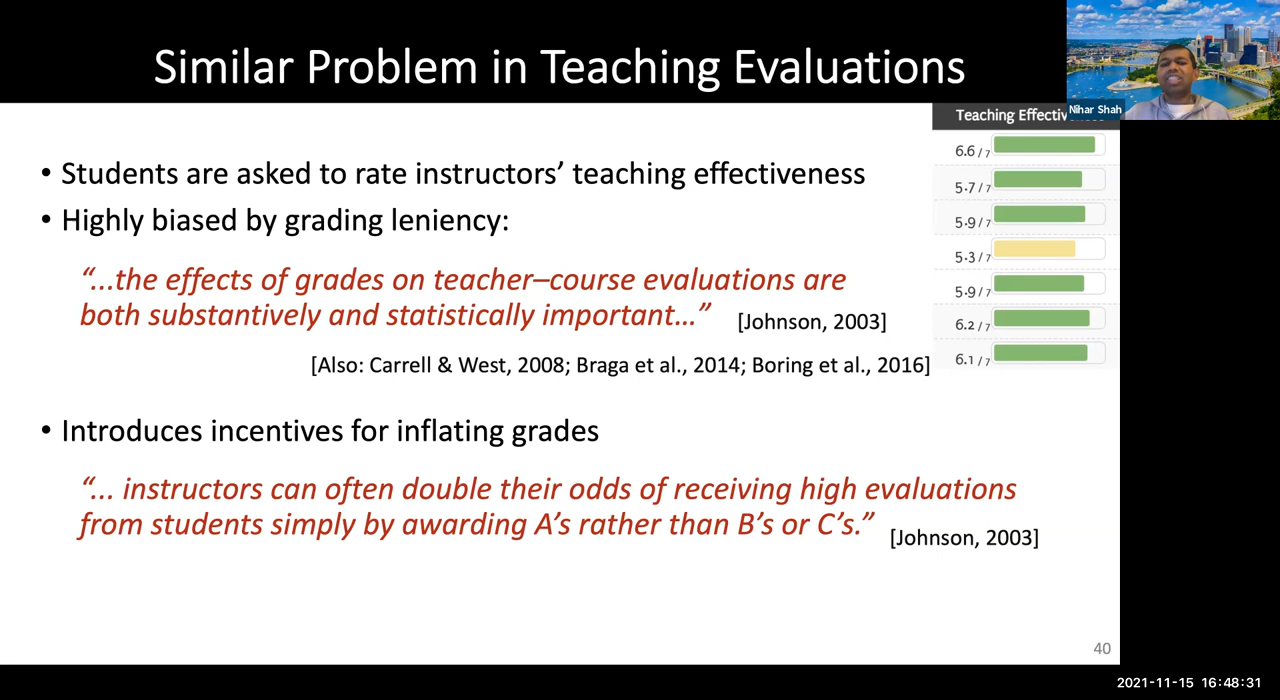 Similar Problem in Teaching Evaluations
Nihar Shah
• Students are asked to rate instructors’ teaching effectiveness
• Highly biased by grading leniency:
“...the effects of grades on teacher–course evaluations are
both substantively and statistically important...”
[Johnson, 2003]
[Also: Carrell & West, 2008; Braga et al., 2014; Boring et al., 2016]
Teaching
6.6 / 7
5.7 / 7
5.9 / 7
5.3 / 7
5.9 / 7
6.2 / 7
6.1 / 7
• Introduces incentives for inflating grades
“... instructors can often double their odds of receiving high evaluations
from students simply by awarding A’s rather than B’s or C’s.”
[Johnson, 2003]
40
2021-11-15 16:48:31